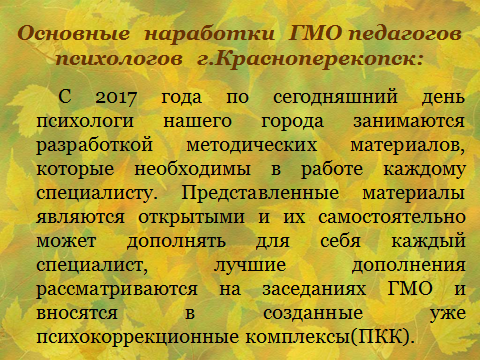 Основные наработки ГМО педагогов
психологов г.Красноперекопск:
С 2017 года по сегодняшний день
психологи нашего города занимаются
разработкой методических материалов,
которые необходимы в работе каждому
специалисту. Представленные материалы
являются открытыми и их самостоятельно
может дополнять для себя каждый
специалист, лучшие дополнения
рассматриваются на заседаниях ГМО и
вносятся в созданные уже
психокоррекционные комплексы(ПКК).